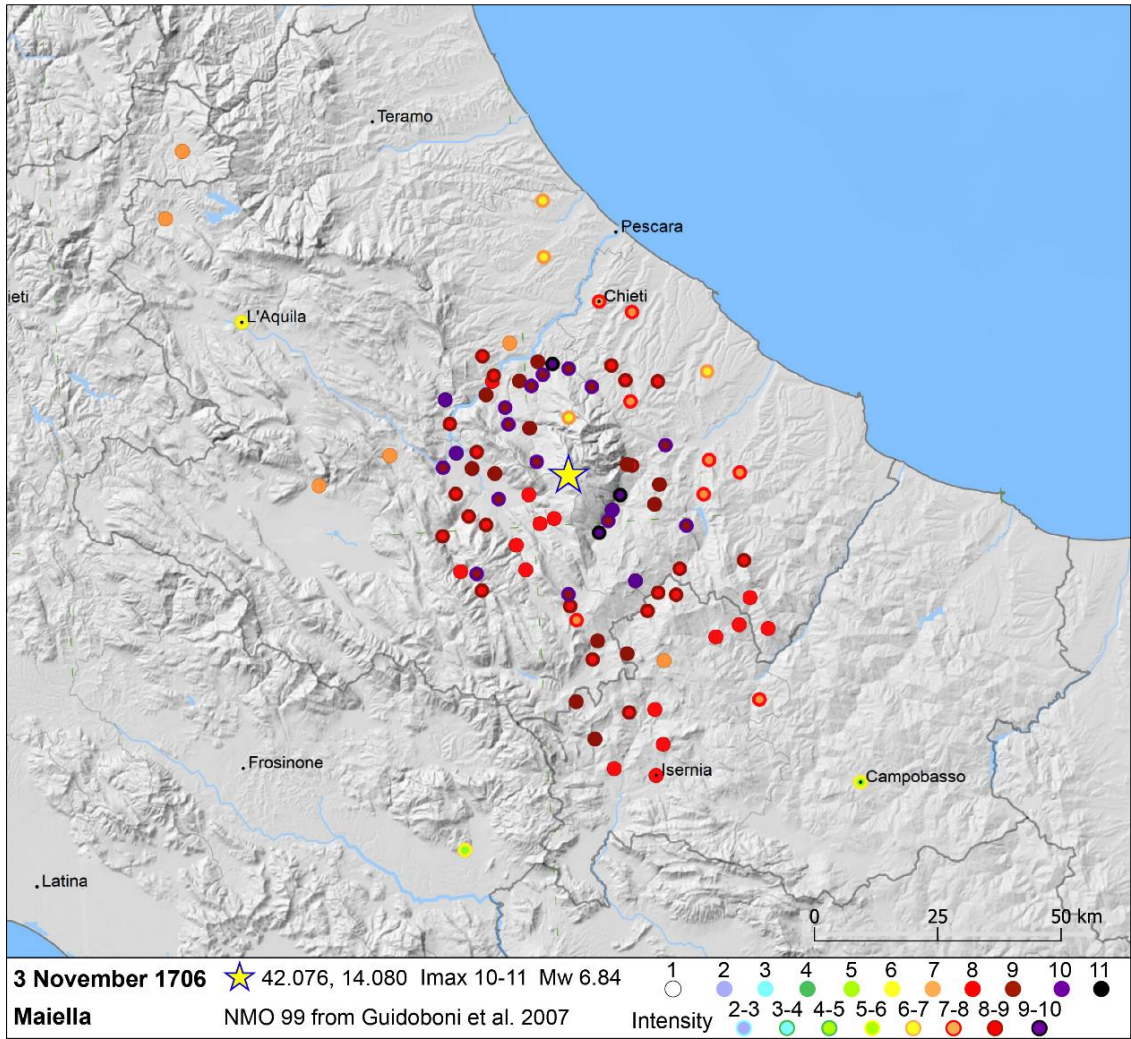 Teramo
Pescara
Chieti
ieti
L'Aquila
Frosinone
Isernia
Campobasso
Latina
0 25 50 km
3 November 1706 42.076, 14.080 Imax 10-11 Mw 6.84
1 2 3 4 5 6 7 8 9 10 11
Maiella NMO 99 from Guidoboni et al. 2007
Intensity 2-3 3-4 4-5 5-6 6-7 7-8 8-9 9-10